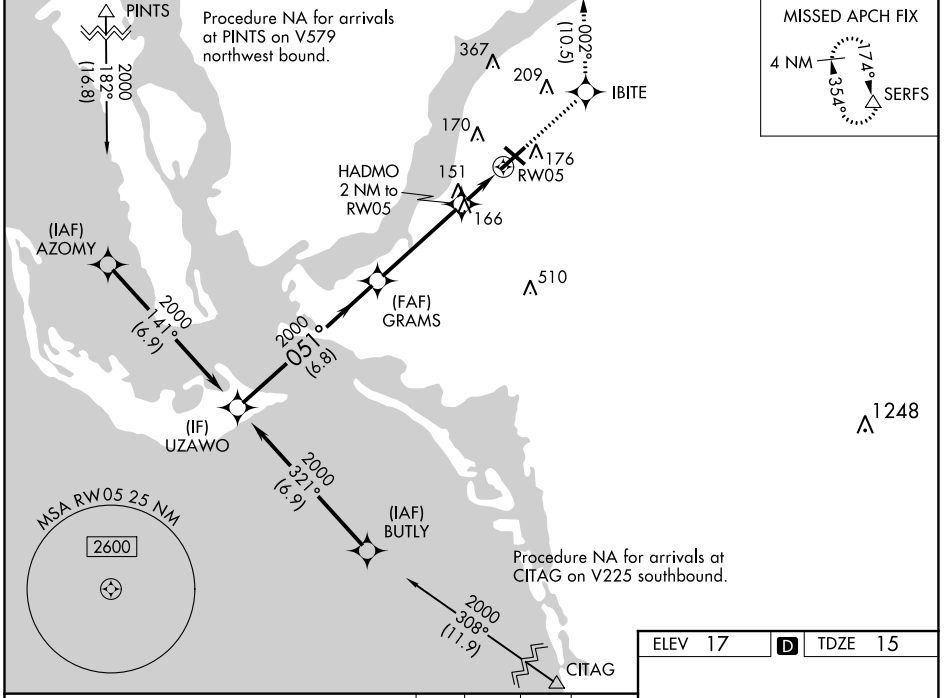 PINTS
Procedure NA for arrivals
at PINTS on V579
northwest bound.
2000
182°
(16.8)
367
209
002°
(10.5)
IBITE
MISSED APCH FIX
4 NM
174°
354°
SERFS
170
176
RW05
HADMO
2 NM to
RW05
151
166
(IAF)
AZOMY
2000
141°
(6.9)
510
(FAF)
GRAMS
2000
051°
(6.8)
(IF)
UZAWO
1248
2000
321°
(6.9)
(IAF)
BUTLY
MSA RW05 25 NM
2600
Procedure NA for arrivals at
CITAG on V225 southbound.
2000
308°
(11.9)
CITAG
ELEV 17 D TDZE 15